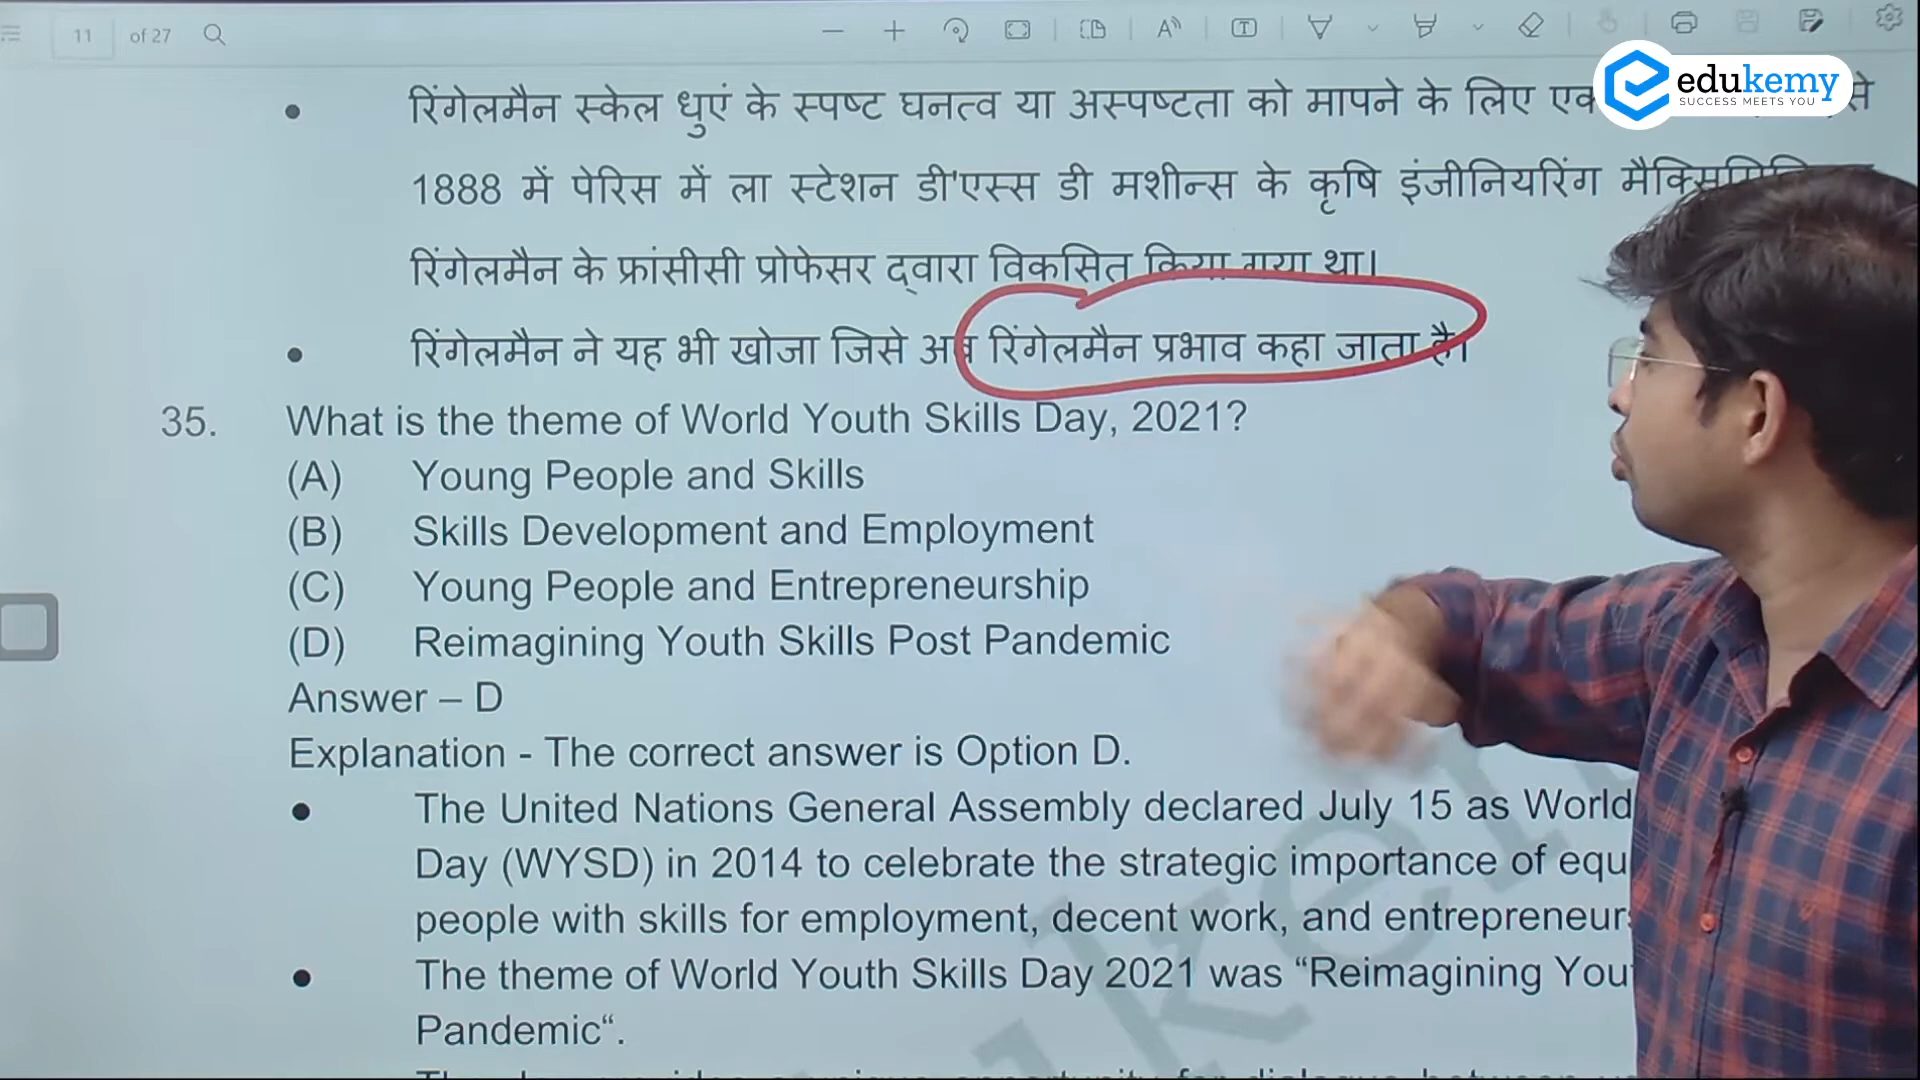 11 of 27
edukemy
SUCCESS MEETS YOU
• रिंगेलमैन स्केल धुएं के स्पष्ट घनत्व या अस्पष्टता को मापने के लिए से
1888 में पेरिस में ला स्टेशन डी'एस्स डी मशीन्स के कृषि इंजीनियरिंग
रिंगेलमैन के फ्रांसीसी प्रोफेसर द्वारा विकसित किया गया था।
• रिंगेलमैन ने यह भी खोजा जिसे अब रिंगेलमैन प्रभाव कहा जाता है।
35. What is the theme of World Youth Skills Day, 2021?
(A) Young People and Skills
(B) Skills Development and Employment
(C) Young People and Entrepreneurship
(D) Reimagining Youth Skills Post Pandemic
Answer – D
Explanation - The correct answer is Option D.
• The United Nations General Assembly declared July 15 as World
Day (WYSD) in 2014 to celebrate the strategic importance of
people with skills for employment, decent work, and
• The theme of World Youth Skills Day 2021 was “Reimagining
Pandemic“.